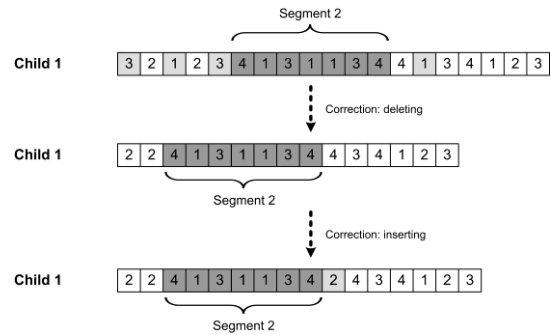 Segment 2
Child 1 3 2 1 2 3 4 1 3 1 1 3 4 4 1 3 4 1 2 3
Correction: deleting
Child 1 2 2 4 1 3 1 1 3 4 4 3 4 1 2 3
Segment 2
Correction: inserting
Child 1 2 2 4 1 3 1 1 3 4 2 4 3 4 1 2 3
Segment 2